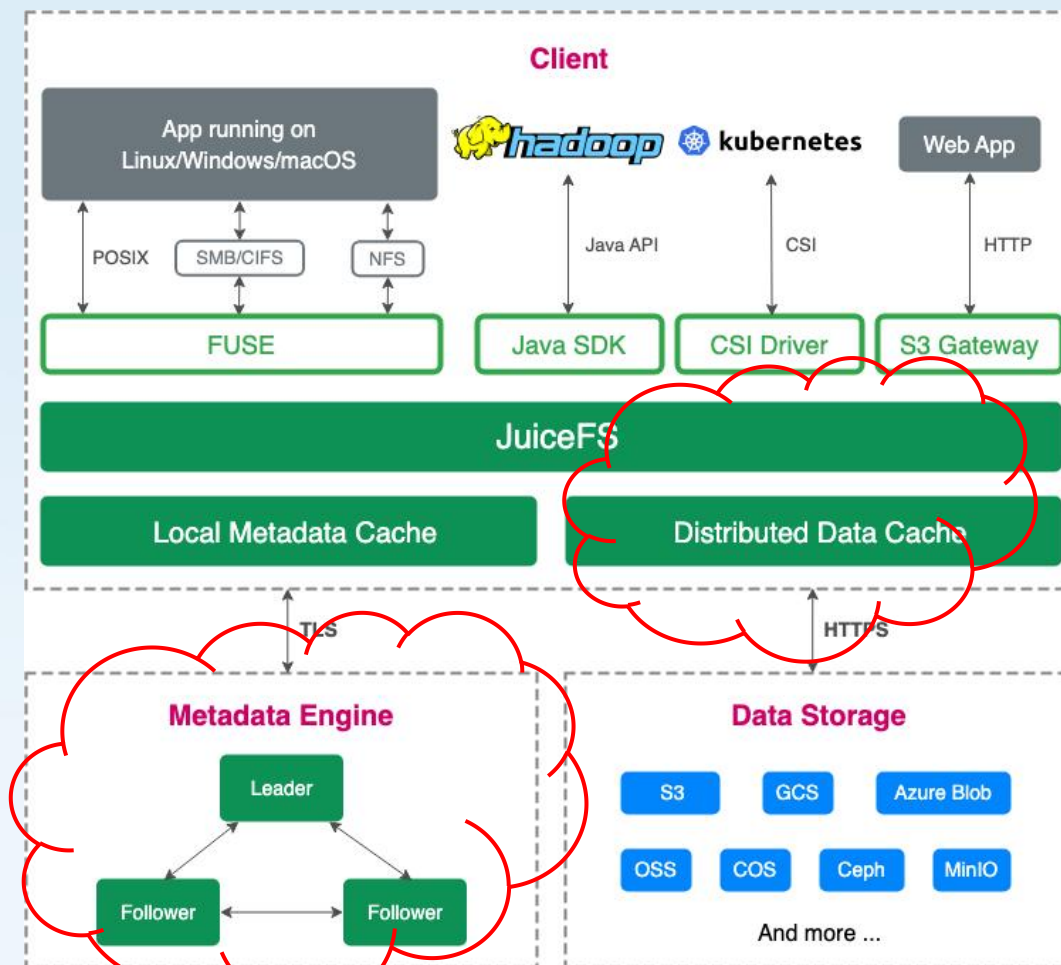 Client
App running on
Linux/Windows/macOS
hadoop
kubernetes
Web App
POSIX
SMB/CIFS
NFS
Java API
CSI
HTTP
FUSE
Java SDK
CSI Driver
S3 Gateway
JuiceFS
Local Metadata Cache
Distributed Data Cache
TLS
HTTPS
Metadata Engine
Data Storage
Leader
Follower
Follower
S3
GCS
Azure Blob
OSS
COS
Ceph
MinIO
And more ...